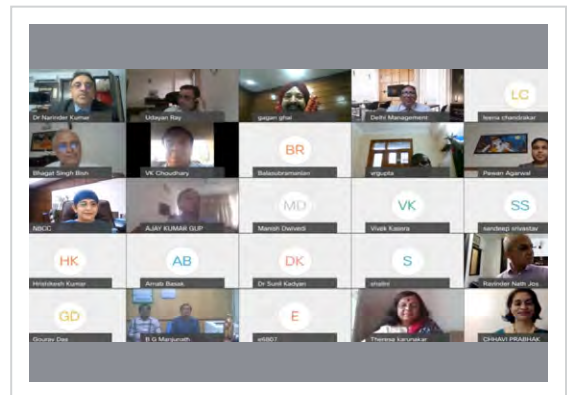 Dr Narinder Kumar
Udayan Ray
gagan ghai
Delhi Management
LC
leena chandrakar
Bhagat Singh Bisn
VK Choudhary
BR
Balasubramanian
vrgupta
Pawan Agarwal
NBCC
AJAY KUMAR GUP
MD
Manish Dwivedi
VK
Vivek Kasera
SS
sandeep srivastav
HK
Hrishikesh Kumar
AB
Arnab Basak
DK
Dr Sunil Kadyan
S
shalini
Ravinder Nath Jos
GD
Gourav Das
B G Manjunath
E
Theresa karunakar
CHHAVI PRABHAK